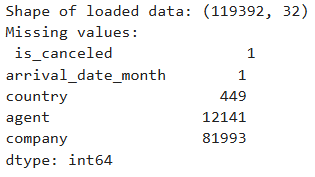 Shape of loaded data: (119392, 32)
Missing values:
is_canceled 1
arrival_date_month 1
country 449
agent 12141
company 81993
dtype: int64